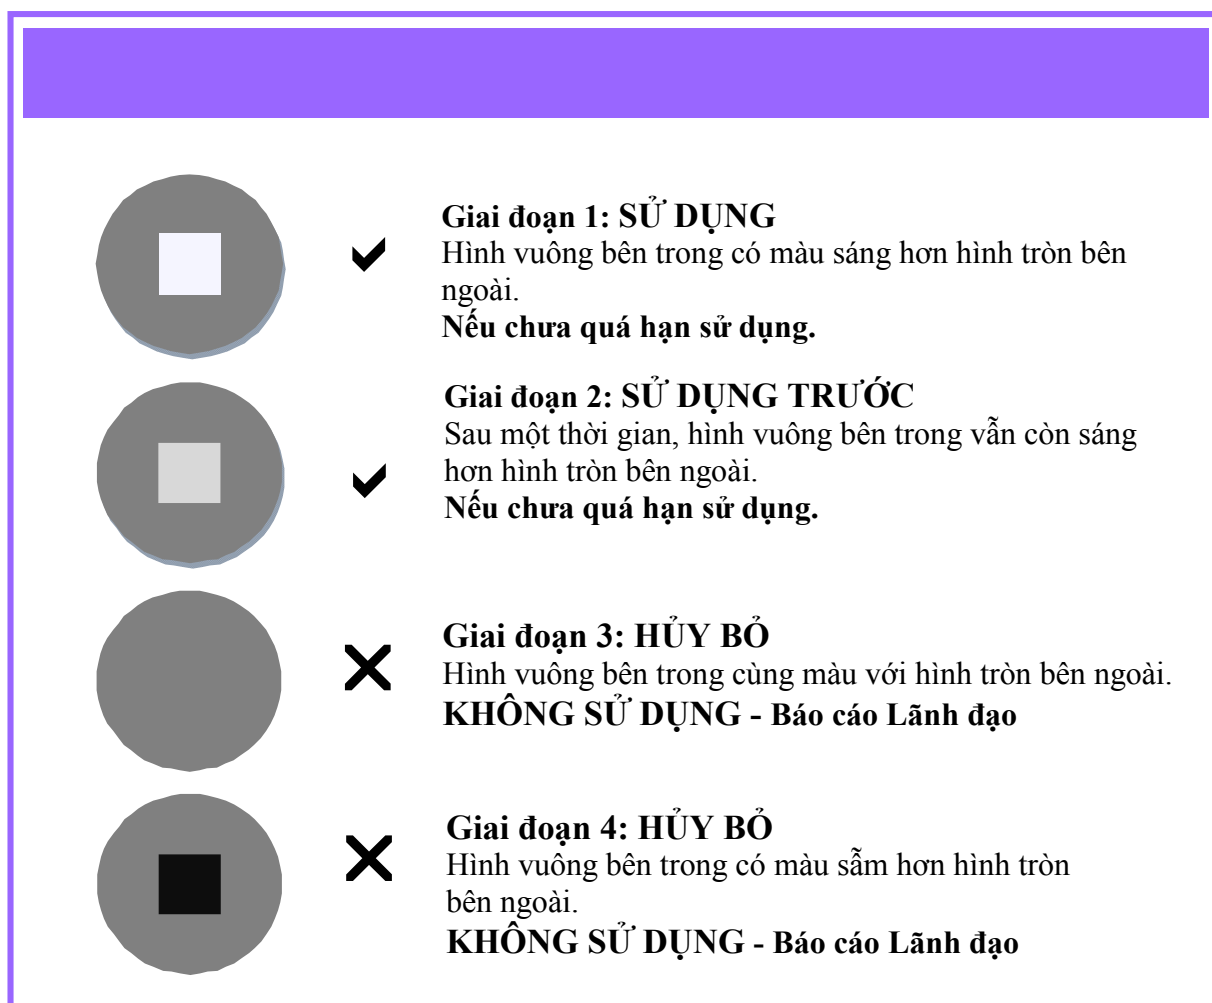 Giai đoạn 1: SỬ DỤNG
Hình vuông bên trong có màu sáng hơn hình tròn bên
ngoài.
Nếu chưa quá hạn sử dụng.
Giai đoạn 2: SỬ DỤNG TRƯỚC
Sau một thời gian, hình vuông bên trong vẫn còn sáng
hơn hình tròn bên ngoài.
Nếu chưa quá hạn sử dụng.
Giai đoạn 3: HỦY BỎ
Hình vuông bên trong cùng màu với hình tròn bên ngoài.
KHÔNG SỬ DỤNG - Báo cáo Lãnh đạo
Giai đoạn 4: HỦY BỎ
Hình vuông bên trong có màu sẫm hơn hình tròn
bên ngoài.
KHÔNG SỬ DỤNG - Báo cáo Lãnh đạo